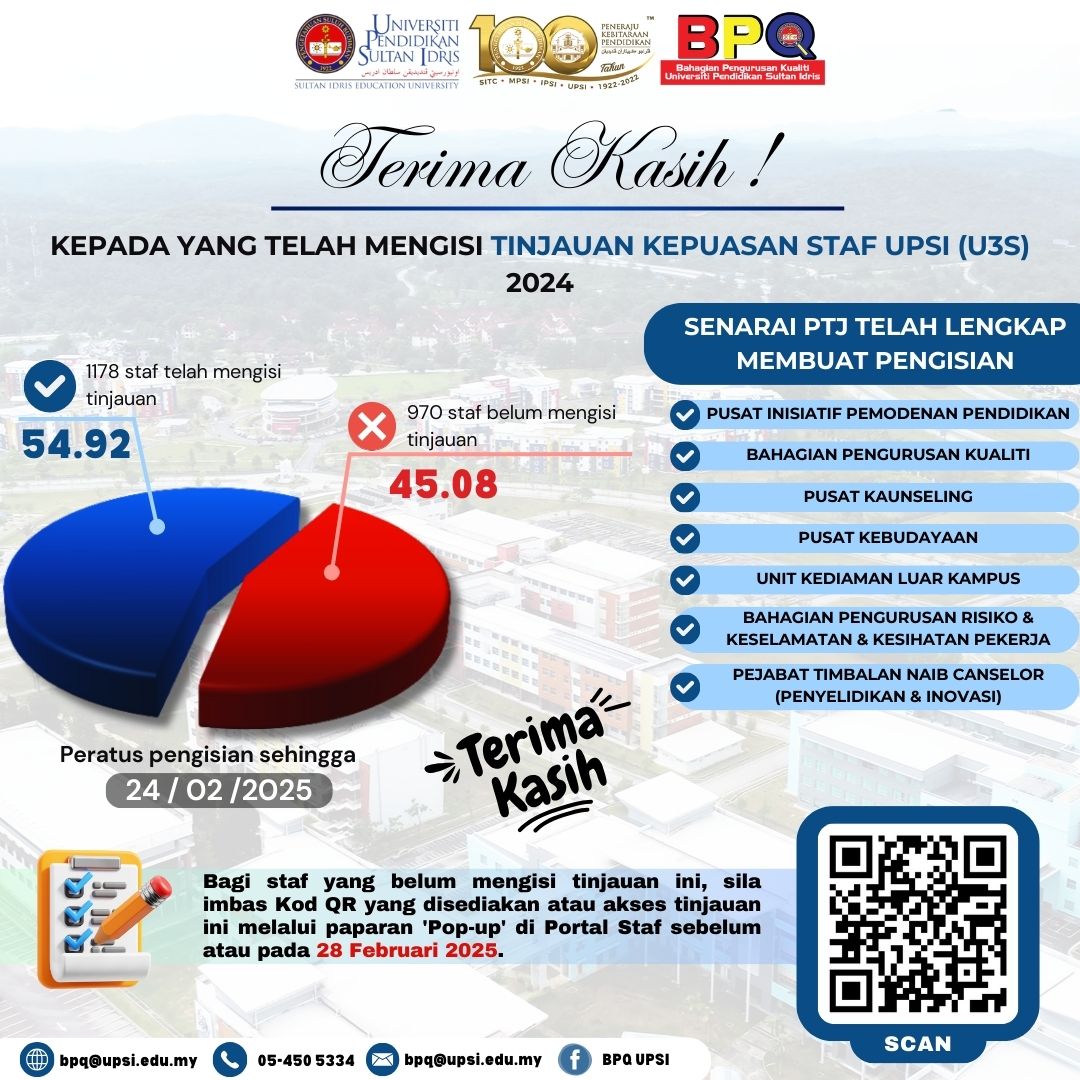 UNIVERSITI
PENDIDIKAN
SULTAN IDRIS
اونيورسيتي ڤنديديقن سلطان ادريس
SULTAN IDRIS EDUCATION UNIVERSITY
100
Tahun
TM
PENERAJU
KEBITARAAN
PENDIDIKAN
SITC • MPSI • IPSI • UPSI • 1922-2022
BPQ
Bahagian Pengurusan Kualiti
Universiti Pendidikan Sultan Idris
Terima Kasih !
KEPADA YANG TELAH MENGISI TINJAUAN KEPUASAN STAF UPSI (U3S)
2024
1178 staf telah mengisi
tinjauan
54.92
970 staf belum mengisi
tinjauan
45.08
Peratus pengisian sehingga
24 / 02 /2025
SENARAI PTJ TELAH LENGKAP
MEMBUAT PENGISIAN
PUSAT INISIATIF PEMODENAN PENDIDIKAN
BAHAGIAN PENGURUSAN KUALITI
PUSAT KAUNSELING
PUSAT KEBUDAYAAN
UNIT KEDIAMAN LUAR KAMPUS
BAHAGIAN PENGURUSAN RISIKO &
KESELAMATAN & KESIHATAN PEKERJA
PEJABAT TIMBALAN NAIB CANSELOR
(PENYELIDIKAN & INOVASI)
Terima
Kasih
Bagi staf yang belum mengisi tinjauan ini, sila
imbas Kod QR yang disediakan atau akses tinjauan
ini melalui paparan 'Pop-up' di Portal Staf sebelum
atau pada 28 Februari 2025.
SCAN
bpq@upsi.edu.my
05-450 5334
bpq@upsi.edu.my
BPQ UPSI